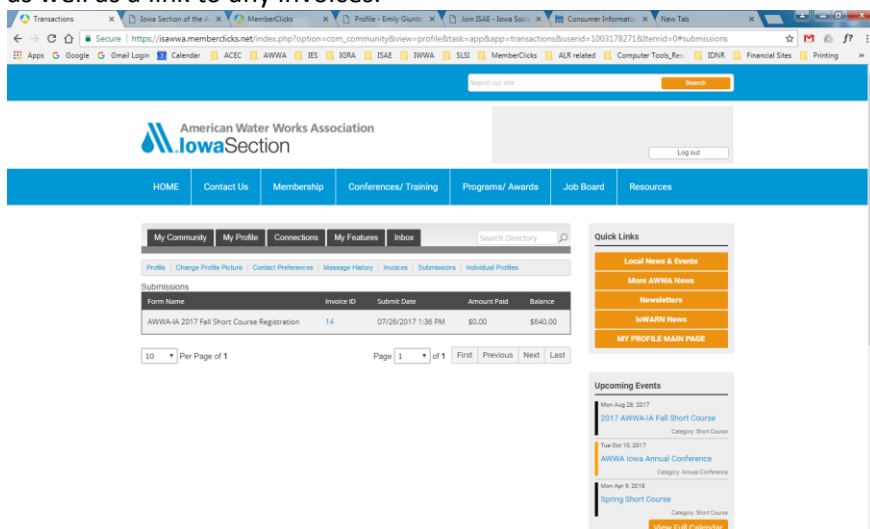 as well as a link to any invoices.
Transactions
Iowa Section of the A
MemberClicks
Profile - Emily Giunta
Join ISAE - Iowa Socie
Consumer Informatio
New Tab
Secure https://isawwa.memberclicks.net/index.php?option=com_community&view=profile&task=app&app=transactions&userid=1003178271&Itemid=0#submissions
Apps Google Gmail Login Calendar ACEC AWWA IES IGRA ISAE IWWA SLSI MemberClicks ALR related Computer Tools_Res IDNR Financial Sites Printing
Search our site...
Search
American Water Works Association
IowaSection
Log out
HOME Contact Us Membership Conferences/ Training Programs/ Awards Job Board Resources
My Community My Profile Connections My Features Inbox Search Directory
Profile | Change Profile Picture | Contact Preferences | Message History | Invoices | Submissions | Individual Profiles
Submissions
Form Name Invoice ID Submit Date Amount Paid Balance
AWWA-IA 2017 Fall Short Course Registration 14 07/26/2017 1:36 PM $0.00 $640.00
10 Per Page of 1 Page 1 of 1 First Previous Next Last
Quick Links
Local News & Events
More AWWA News
Newsletters
IoWARN News
MY PROFILE MAIN PAGE
Upcoming Events
Mon Aug 28, 2017
2017 AWWA-IA Fall Short Course
Category: Short Course
Tue Oct 10, 2017
AWWA Iowa Annual Conference
Category: Annual Conference
Mon Apr 9, 2018
Spring Short Course
Category: Short Course
View Full Calendar